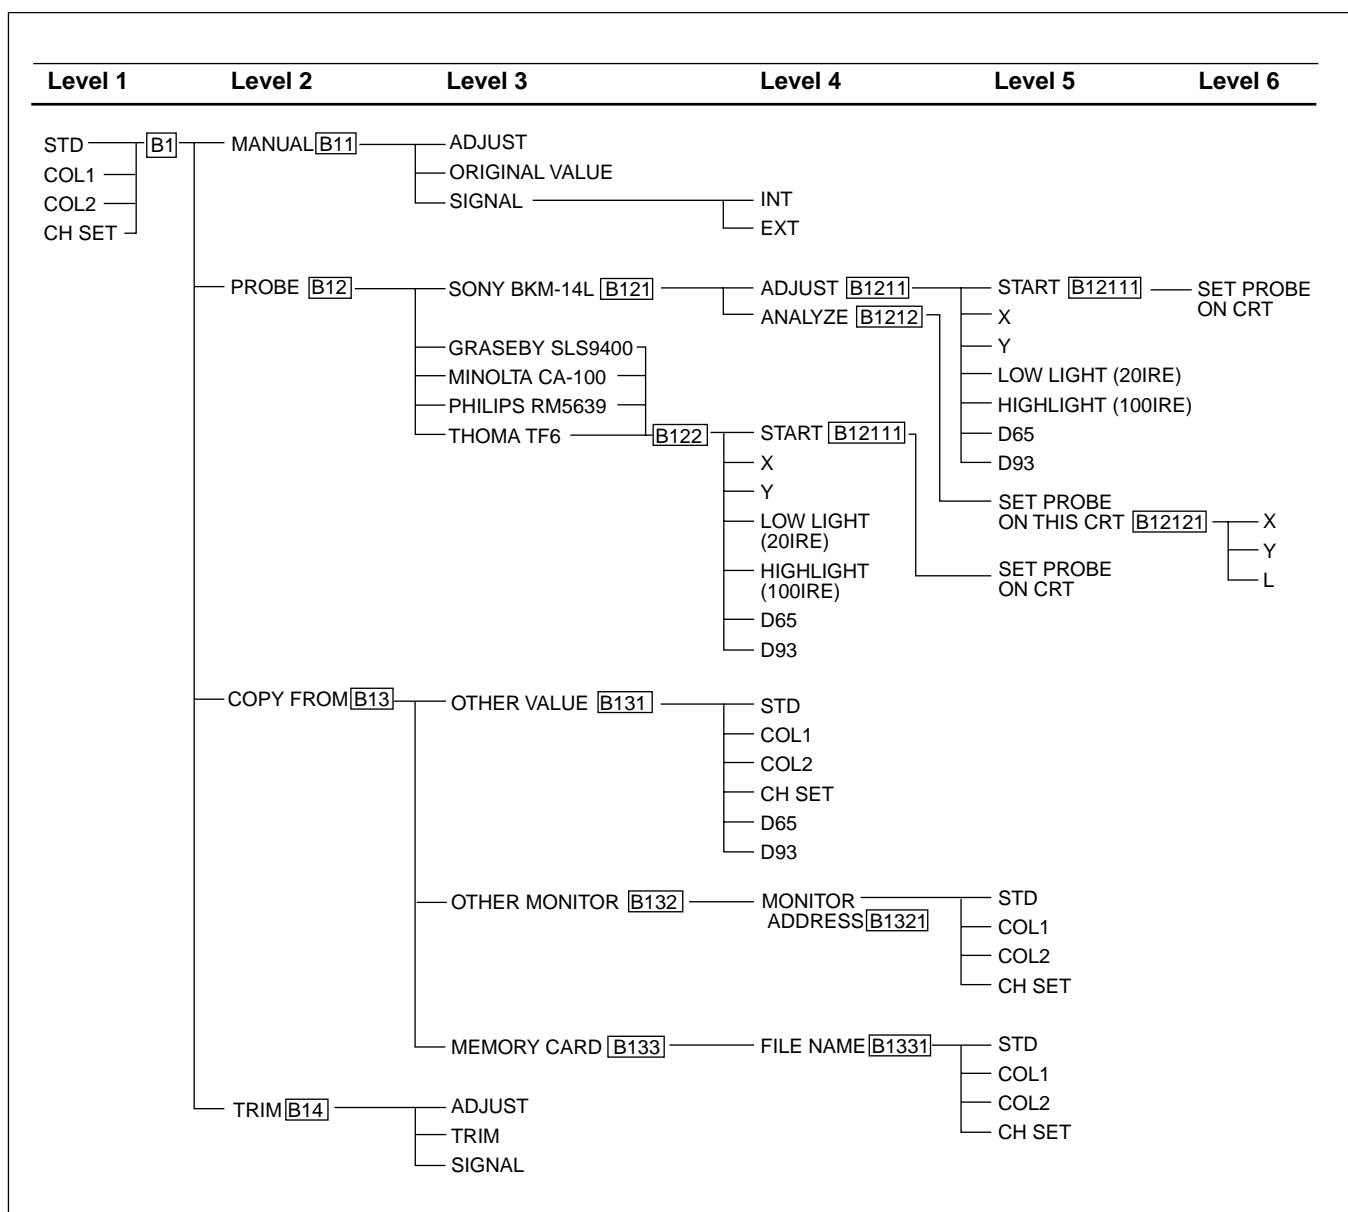 Level 1 Level 2 Level 3 Level 4 Level 5 Level 6
STD B1 MANUAL B11 ADJUST
COL1 ORIGINAL VALUE
COL2 SIGNAL INT
CH SET EXT
PROBE B12 SONY BKM-14L B121 ADJUST B1211 START B12111 SET PROBE
ON CRT
ANALYZE B1212 X
Y
GRASEBY SLS9400
MINOLTA CA-100 LOW LIGHT (20IRE)
PHILIPS RM5639 HIGHLIGHT (100IRE)
THOMA TF6 B122 START B12111 D65
X D93
Y SET PROBE
ON THIS CRT B12121 X
LOW LIGHT
(20IRE) Y
HIGHLIGHT
(100IRE) SET PROBE
ON CRT L
D65
D93
COPY FROM B13 OTHER VALUE B131 STD
COL1
COL2
CH SET
D65
D93
OTHER MONITOR B132 MONITOR
ADDRESS B1321 STD
COL1
COL2
CH SET
MEMORY CARD B133 FILE NAME B1331 STD
COL1
COL2
CH SET
TRIM B14 ADJUST
TRIM
SIGNAL